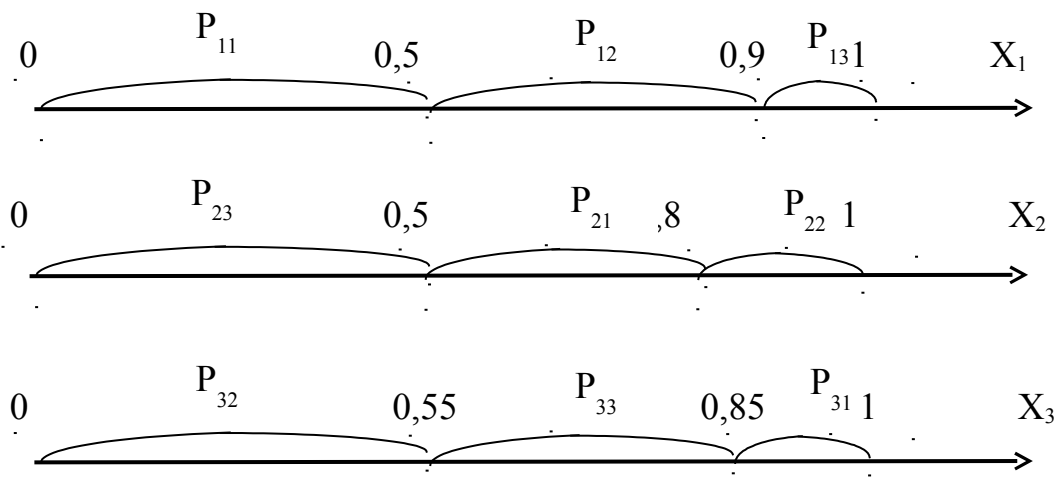 0 P₁₁ 0,5 P₁₂ 0,9 P₁₃ 1 X₁
0 P₂₃ 0,5 P₂₁ ,8 P₂₂ 1 X₂
0 P₃₂ 0,55 P₃₃ 0,85 P₃₁ 1 X₃